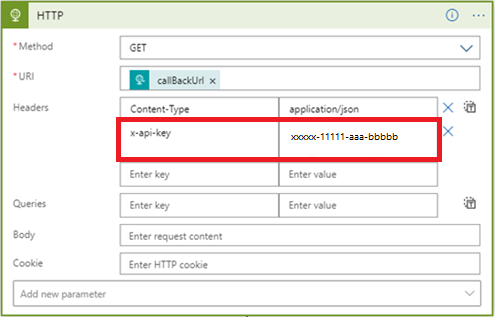 HTTP
* Method GET
* URI callBackUrl ×
Headers Content-Type application/json
x-api-key xxxxx-11111-aaa-bbbbb
Enter key Enter value
Queries Enter key Enter value
Body Enter request content
Cookie Enter HTTP cookie
Add new parameter